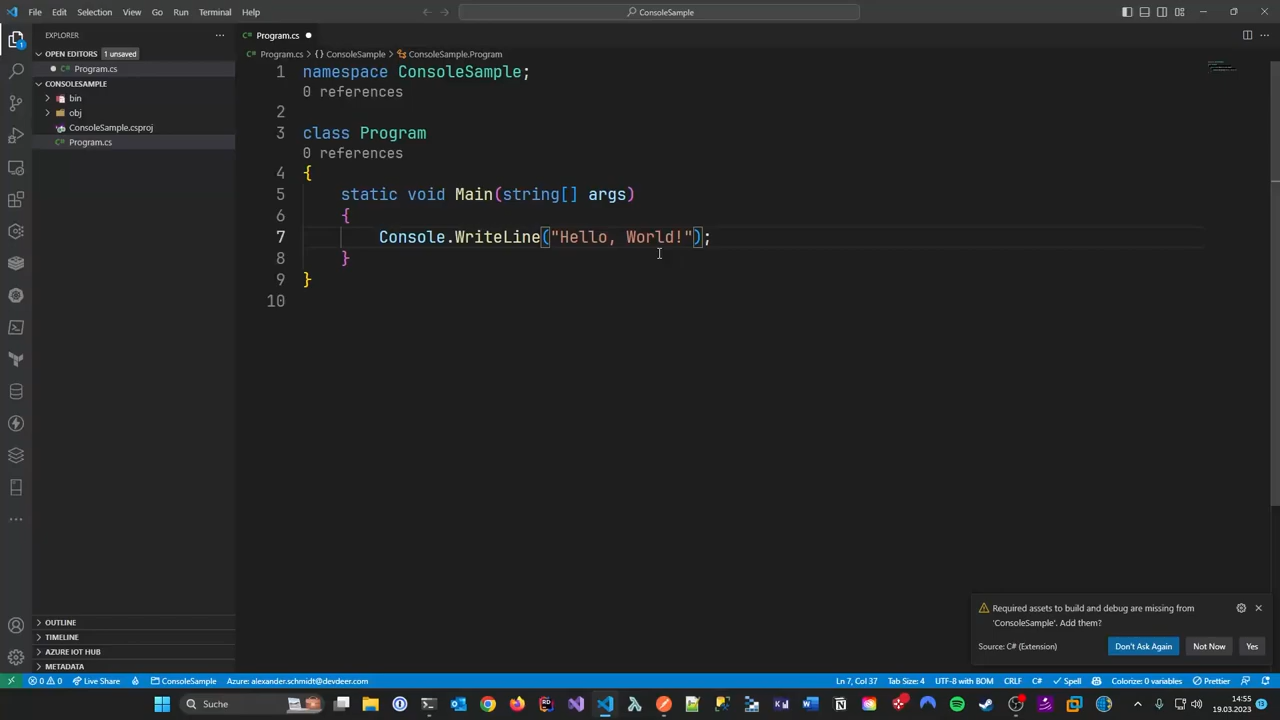 File Edit Selection View Go Run Terminal Help
ConsoleSample
EXPLORER
OPEN EDITORS 1 unsaved
Program.cs
CONSOLESAMPLE
bin
obj
ConsoleSample.csproj
Program.cs
OUTLINE
TIMELINE
AZURE IOT HUB
METADATA
Program.cs
Program.cs > {} ConsoleSample > ConsoleSample.Program
1 namespace ConsoleSample;
0 references
2
3 class Program
0 references
4 {
5 static void Main(string[] args)
6 {
7 Console.WriteLine("Hello, World!");
8 }
9 }
10
Required assets to build and debug are missing from
'ConsoleSample'. Add them?
Source: C# (Extension) Don't Ask Again Not Now Yes
0 0 Live Share ConsoleSample Azure: alexander.schmidt@devdeer.com Ln 7, Col 37 Tab Size: 4 UTF-8 with BOM CRLF C# Spell Colorize: 0 variables Prettier
Suche
14:55
19.03.2023